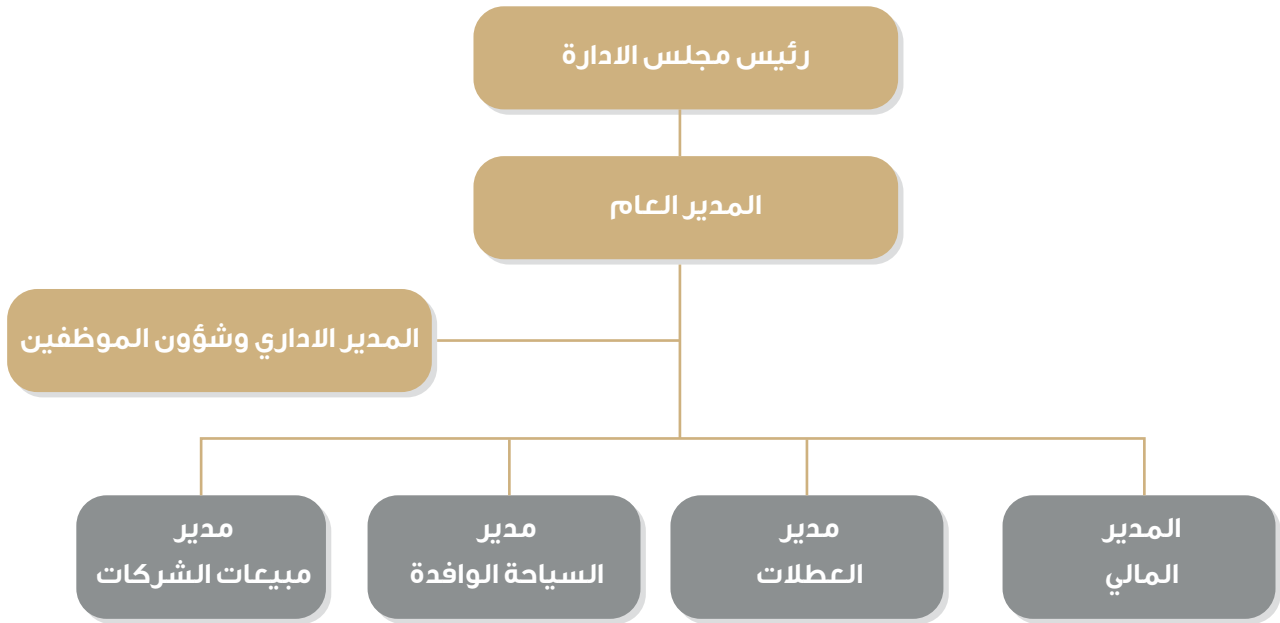 رئيس مجلس الادارة
المدير العام
المدير الاداري وشؤون الموظفين
المدير
المالي
مدير
العطلات
مدير
السياحة الوافدة
مدير
مبيعات الشركات